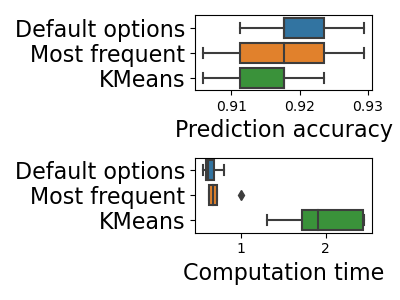 Default options
Most frequent
KMeans
0.91 0.92 0.93
Prediction accuracy
Default options
Most frequent
KMeans
1 2
Computation time